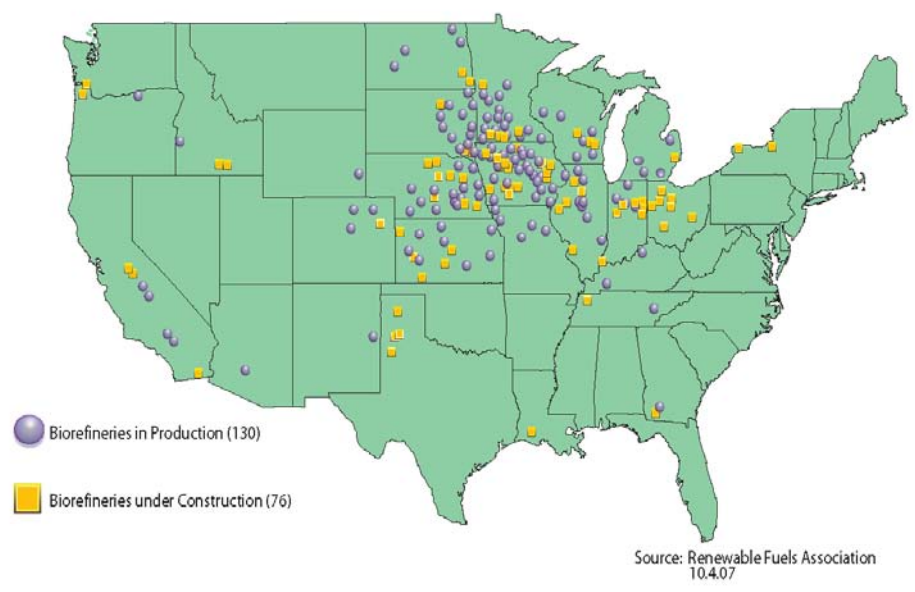 Biorefineries in Production (130)
Biorefineries under Construction (76)
Source: Renewable Fuels Association
10.4.07